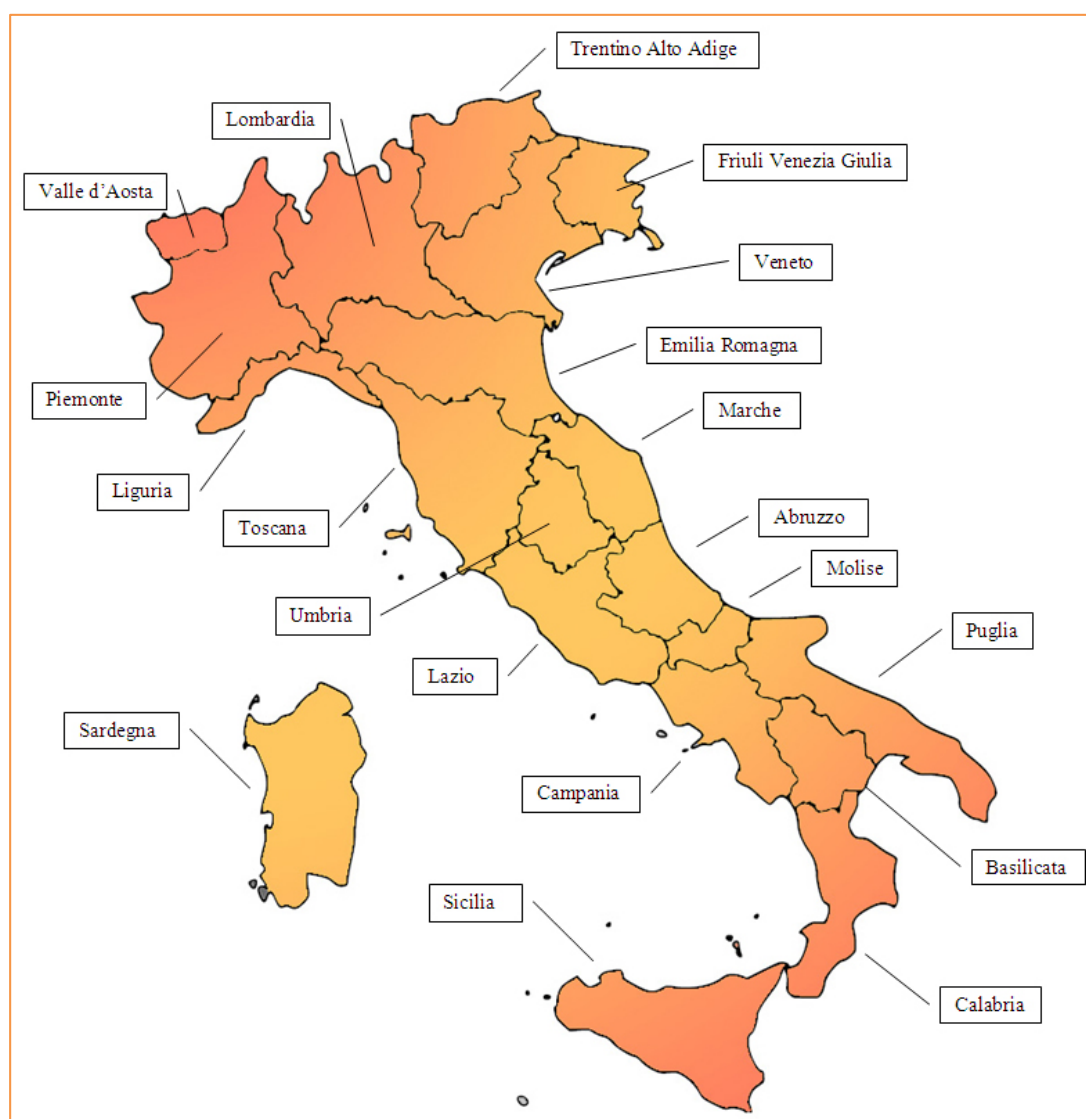 Trentino Alto Adige
Lombardia
Friuli Venezia Giulia
Valle d’Aosta
Veneto
Emilia Romagna
Piemonte
Marche
Liguria
Toscana
Abruzzo
Molise
Umbria
Puglia
Lazio
Sardegna
Campania
Basilicata
Sicilia
Calabria